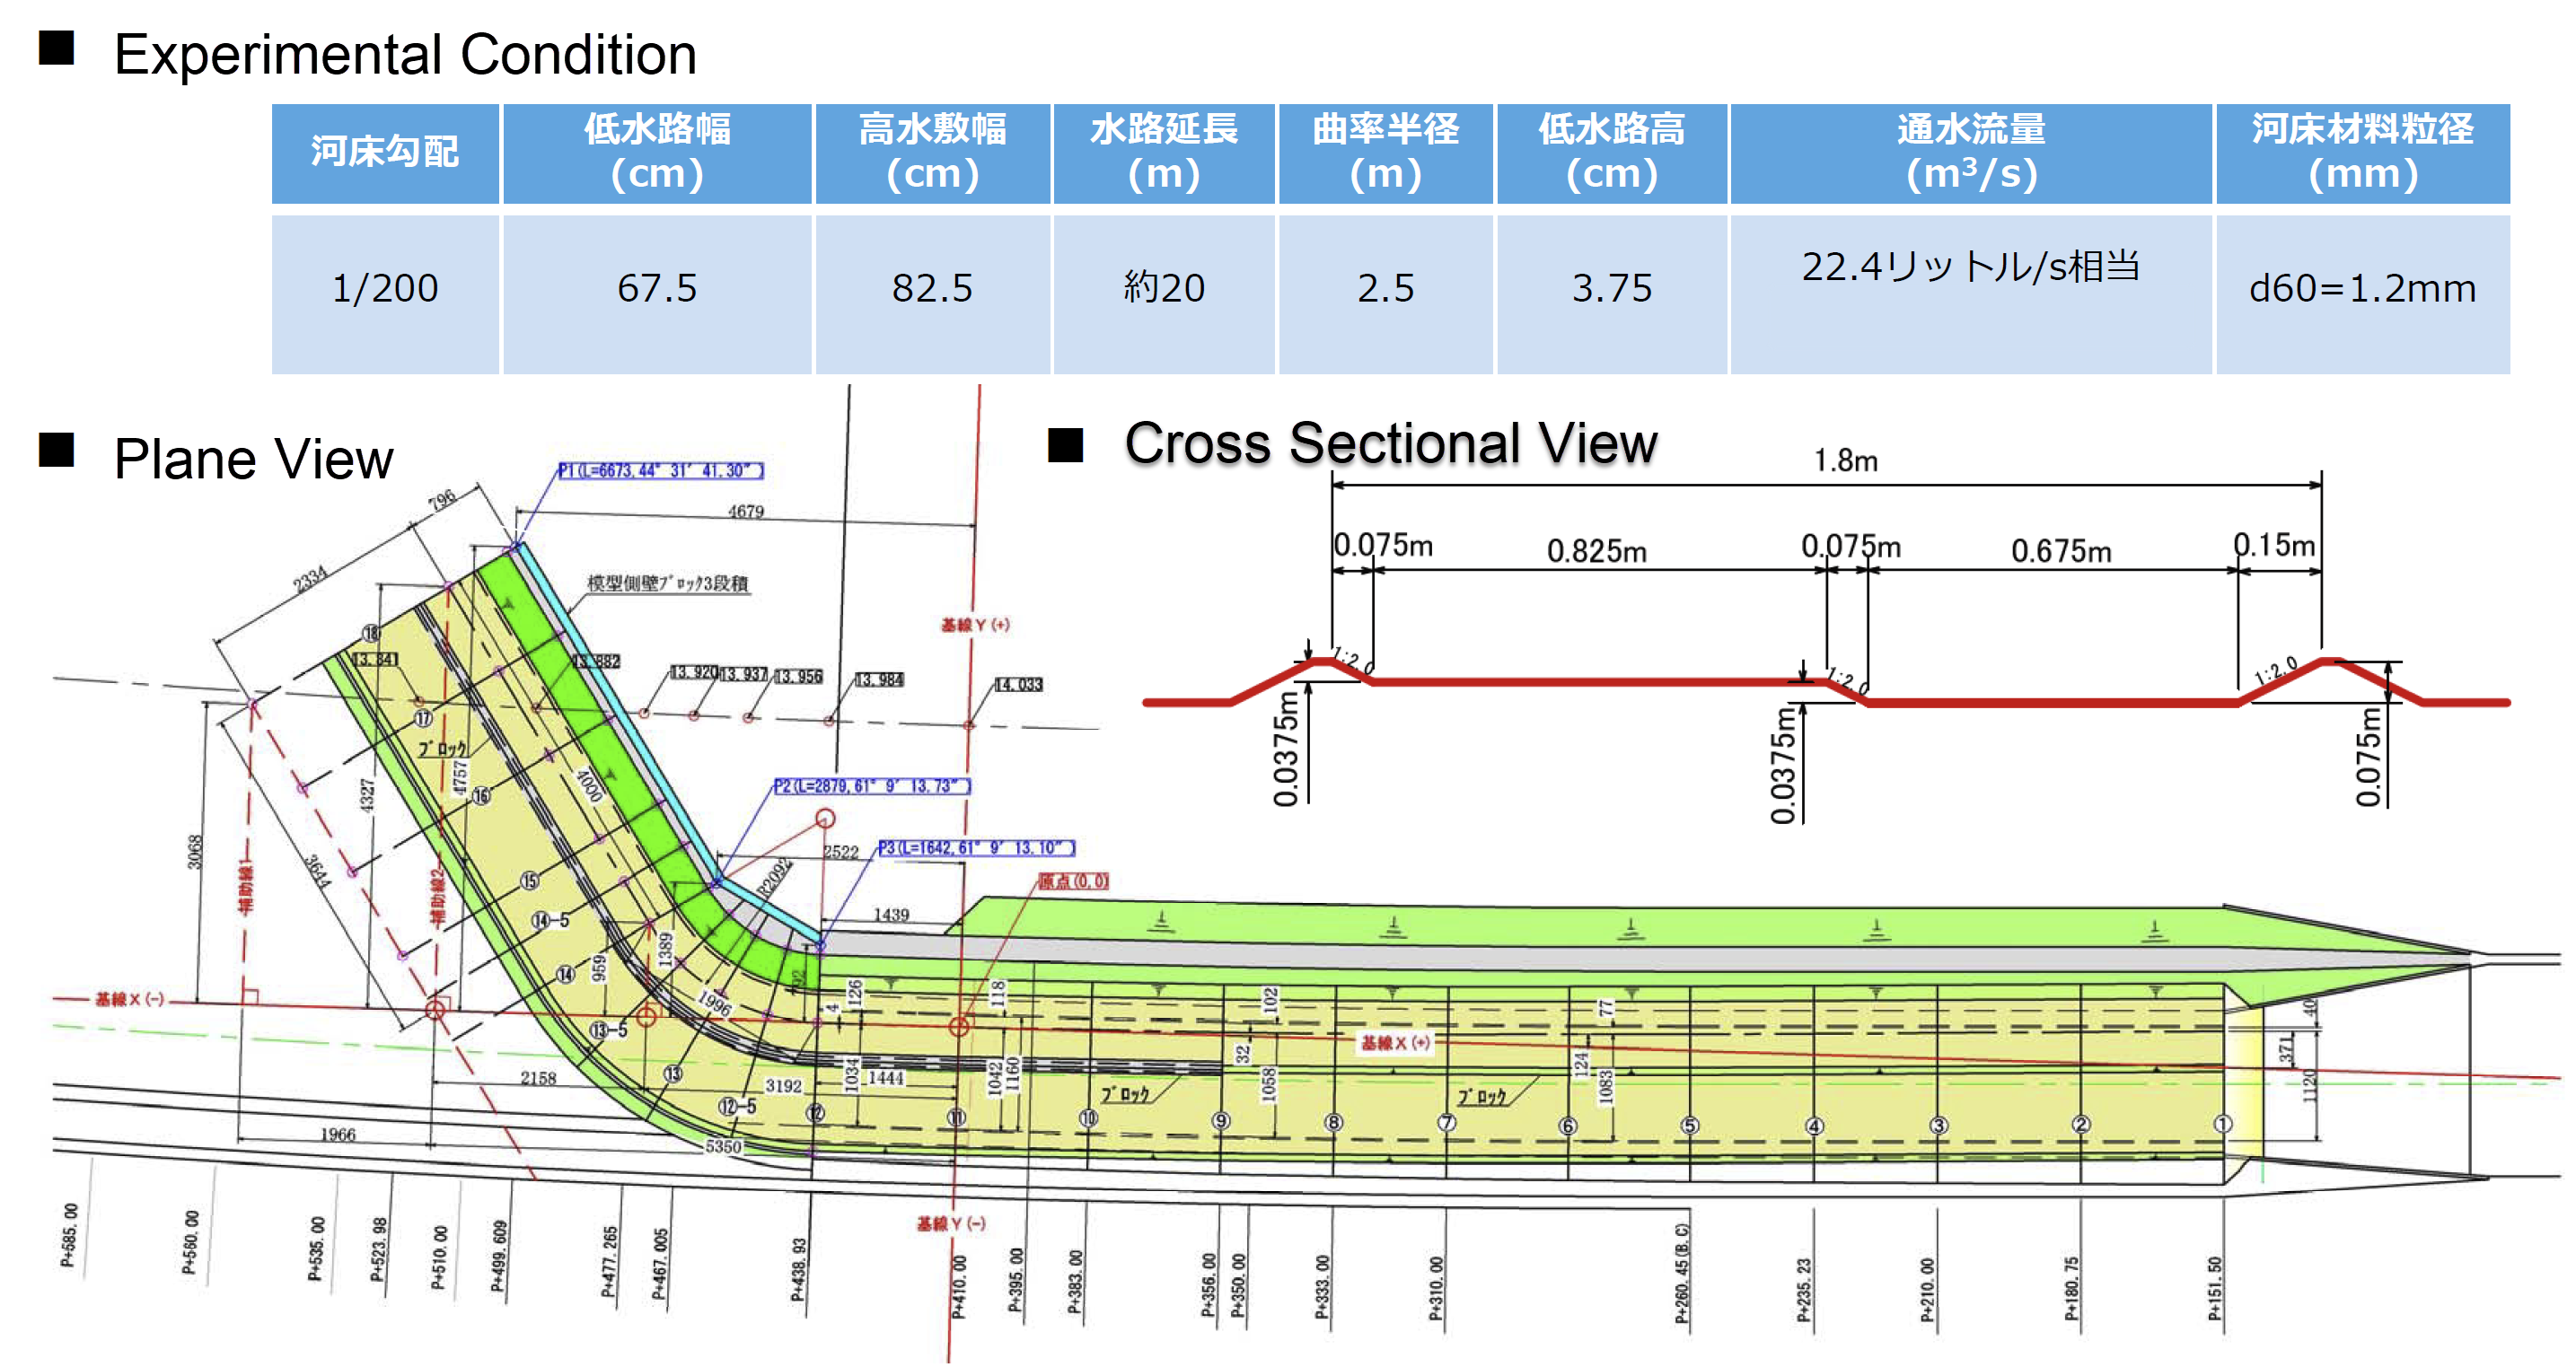 ■ Experimental Condition
河床勾配 低水路幅 (cm) 高水敷幅 (cm) 水路延長 (m) 曲率半径 (m) 低水路高 (cm) 通水流量 (m³/s) 河床材料粒径 (mm)
1/200 67.5 82.5 約20 2.5 3.75 22.4リットル/s相当 d60=1.2mm
■ Plane View
■ Cross Sectional View
1.8m
0.075m 0.825m 0.075m 0.675m 0.15m
1:2.0 1:2.0 1:2.0
0.0375m 0.0375m 0.075m
P1(L=6673, 44° 31′ 41.30″)
796
4679
2334
模型側壁ブロック3段積
基線Y(+)
⑱
13.841 13.882 13.920 13.937 13.956 13.984 14.033
⑰
ブロック
4327
4757
4000
⑯
P2(L=2879, 61° 9′ 13.73″)
3068
3644
補助線1
補助線2
2522
P3(L=1642, 61° 9′ 13.10″)
R2092
原点(0,0)
⑮
⑭-5
1439
1389
959
⑭
92
基線X(-)
1996
4
126
118
102
77
40
⑬-5
基線X(+)
32
124
371
⑬
2158
3192
1034
1444
1042
1160
1058
1083
1120
ブロック
ブロック
⑫-5
⑫ ⑪ ⑩ ⑨ ⑧ ⑦ ⑥ ⑤ ④ ③ ② ①
1966
5350
基線Y(-)
P+585.00
P+560.00
P+535.00
P+523.98
P+510.00
P+499.609
P+477.265
P+467.005
P+438.93
P+410.00
P+395.00
P+383.00
P+356.00
P+350.00
P+333.00
P+310.00
P+260.45(B.C)
P+235.23
P+210.00
P+180.75
P+151.50